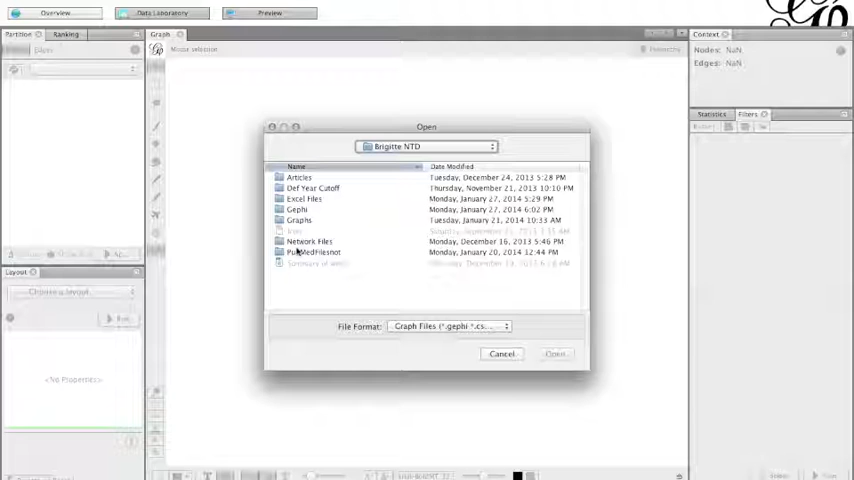 Overview
Data Laboratory
Preview
Partition
Ranking
Graph
Context
Nodes: NaN
Edges: NaN
Statistics
Filters
Layout
Choose a layout
Run
<No Properties>
Open
Brigitte NTD
Name
Date Modified
Articles
Tuesday, December 24, 2013 5:28 PM
Def Year Cutoff
Thursday, November 21, 2013 10:10 PM
Excel Files
Monday, January 27, 2014 5:29 PM
Gephi
Monday, January 27, 2014 6:02 PM
Graphs
Tuesday, January 21, 2014 10:33 AM
Network Files
Monday, December 16, 2013 5:46 PM
PubMedFilesnot
Monday, January 20, 2014 12:44 PM
File Format:
Graph Files (*.gephi *.cs...
Cancel
Open